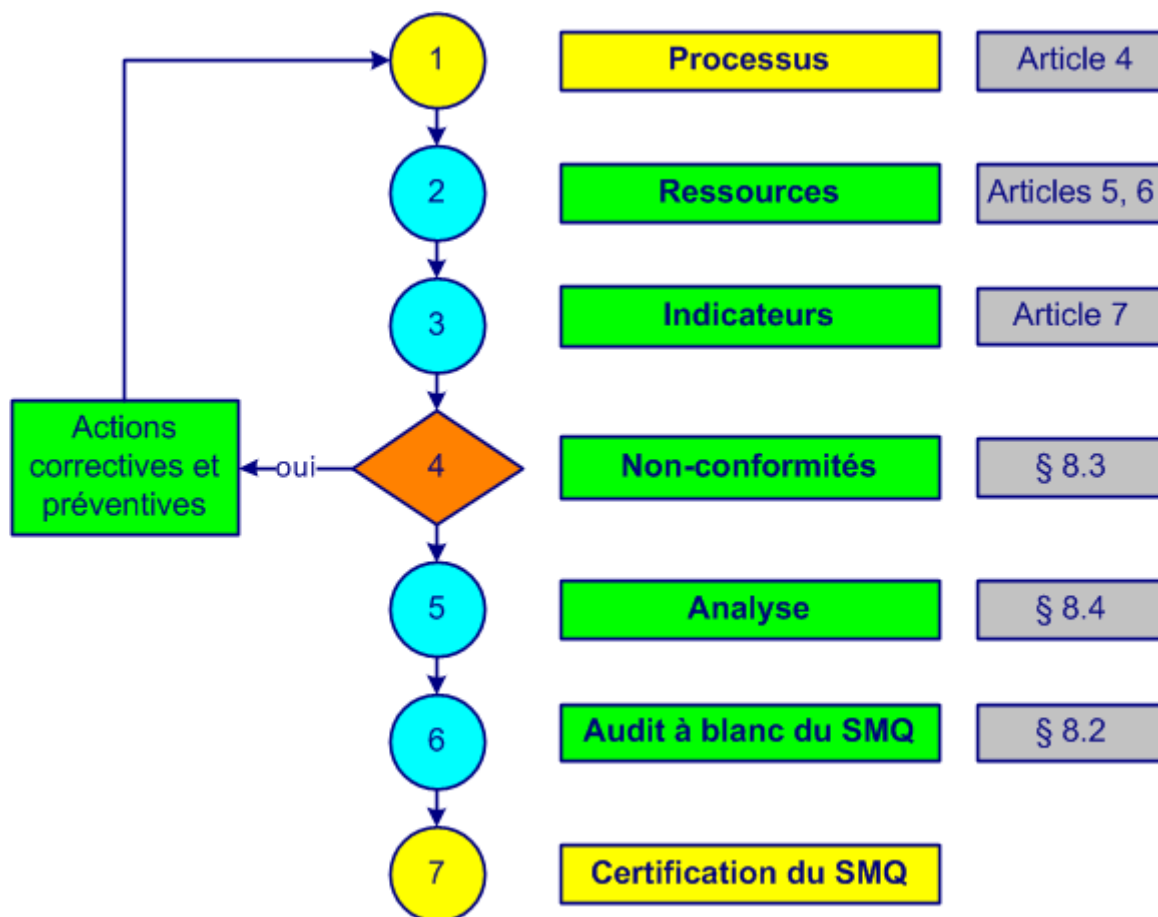 1
Processus
Article 4
2
Ressources
Articles 5, 6
3
Indicateurs
Article 7
Actions
correctives et
préventives
oui
4
Non-conformités
§ 8.3
5
Analyse
§ 8.4
6
Audit à blanc du SMQ
§ 8.2
7
Certification du SMQ